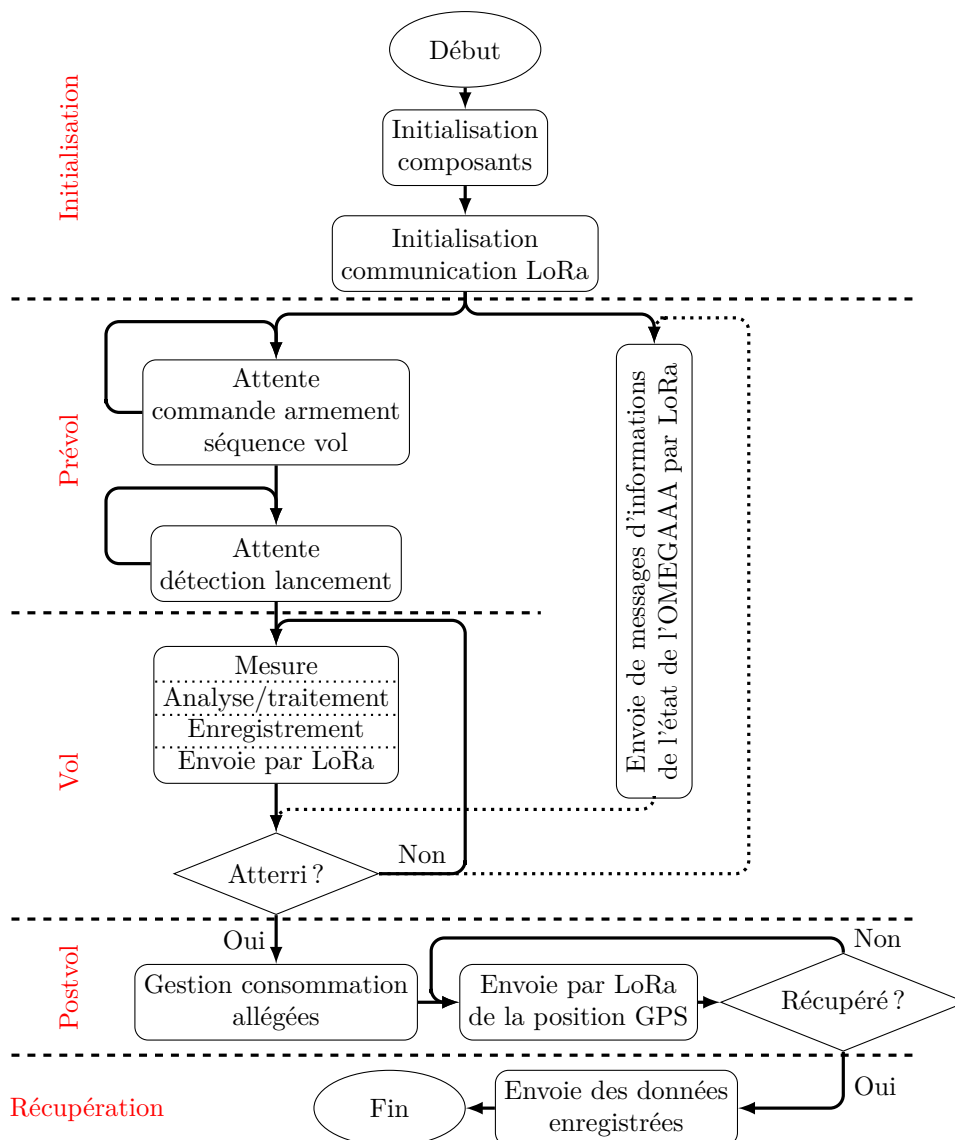 Début
Initialisation
Initialisation
composants
Initialisation
communication LoRa
Prévol
Attente
commande armement
séquence vol
Attente
détection lancement
Envoie de messages d'informations
de l'état de l'OMEGAAA par LoRa
Vol
Mesure
Analyse/traitement
Enregistrement
Envoie par LoRa
Atterri ?
Non
Oui
Postvol
Gestion consommation
allégées
Envoie par LoRa
de la position GPS
Récupéré ?
Non
Oui
Récupération
Fin
Envoie des données
enregistrées